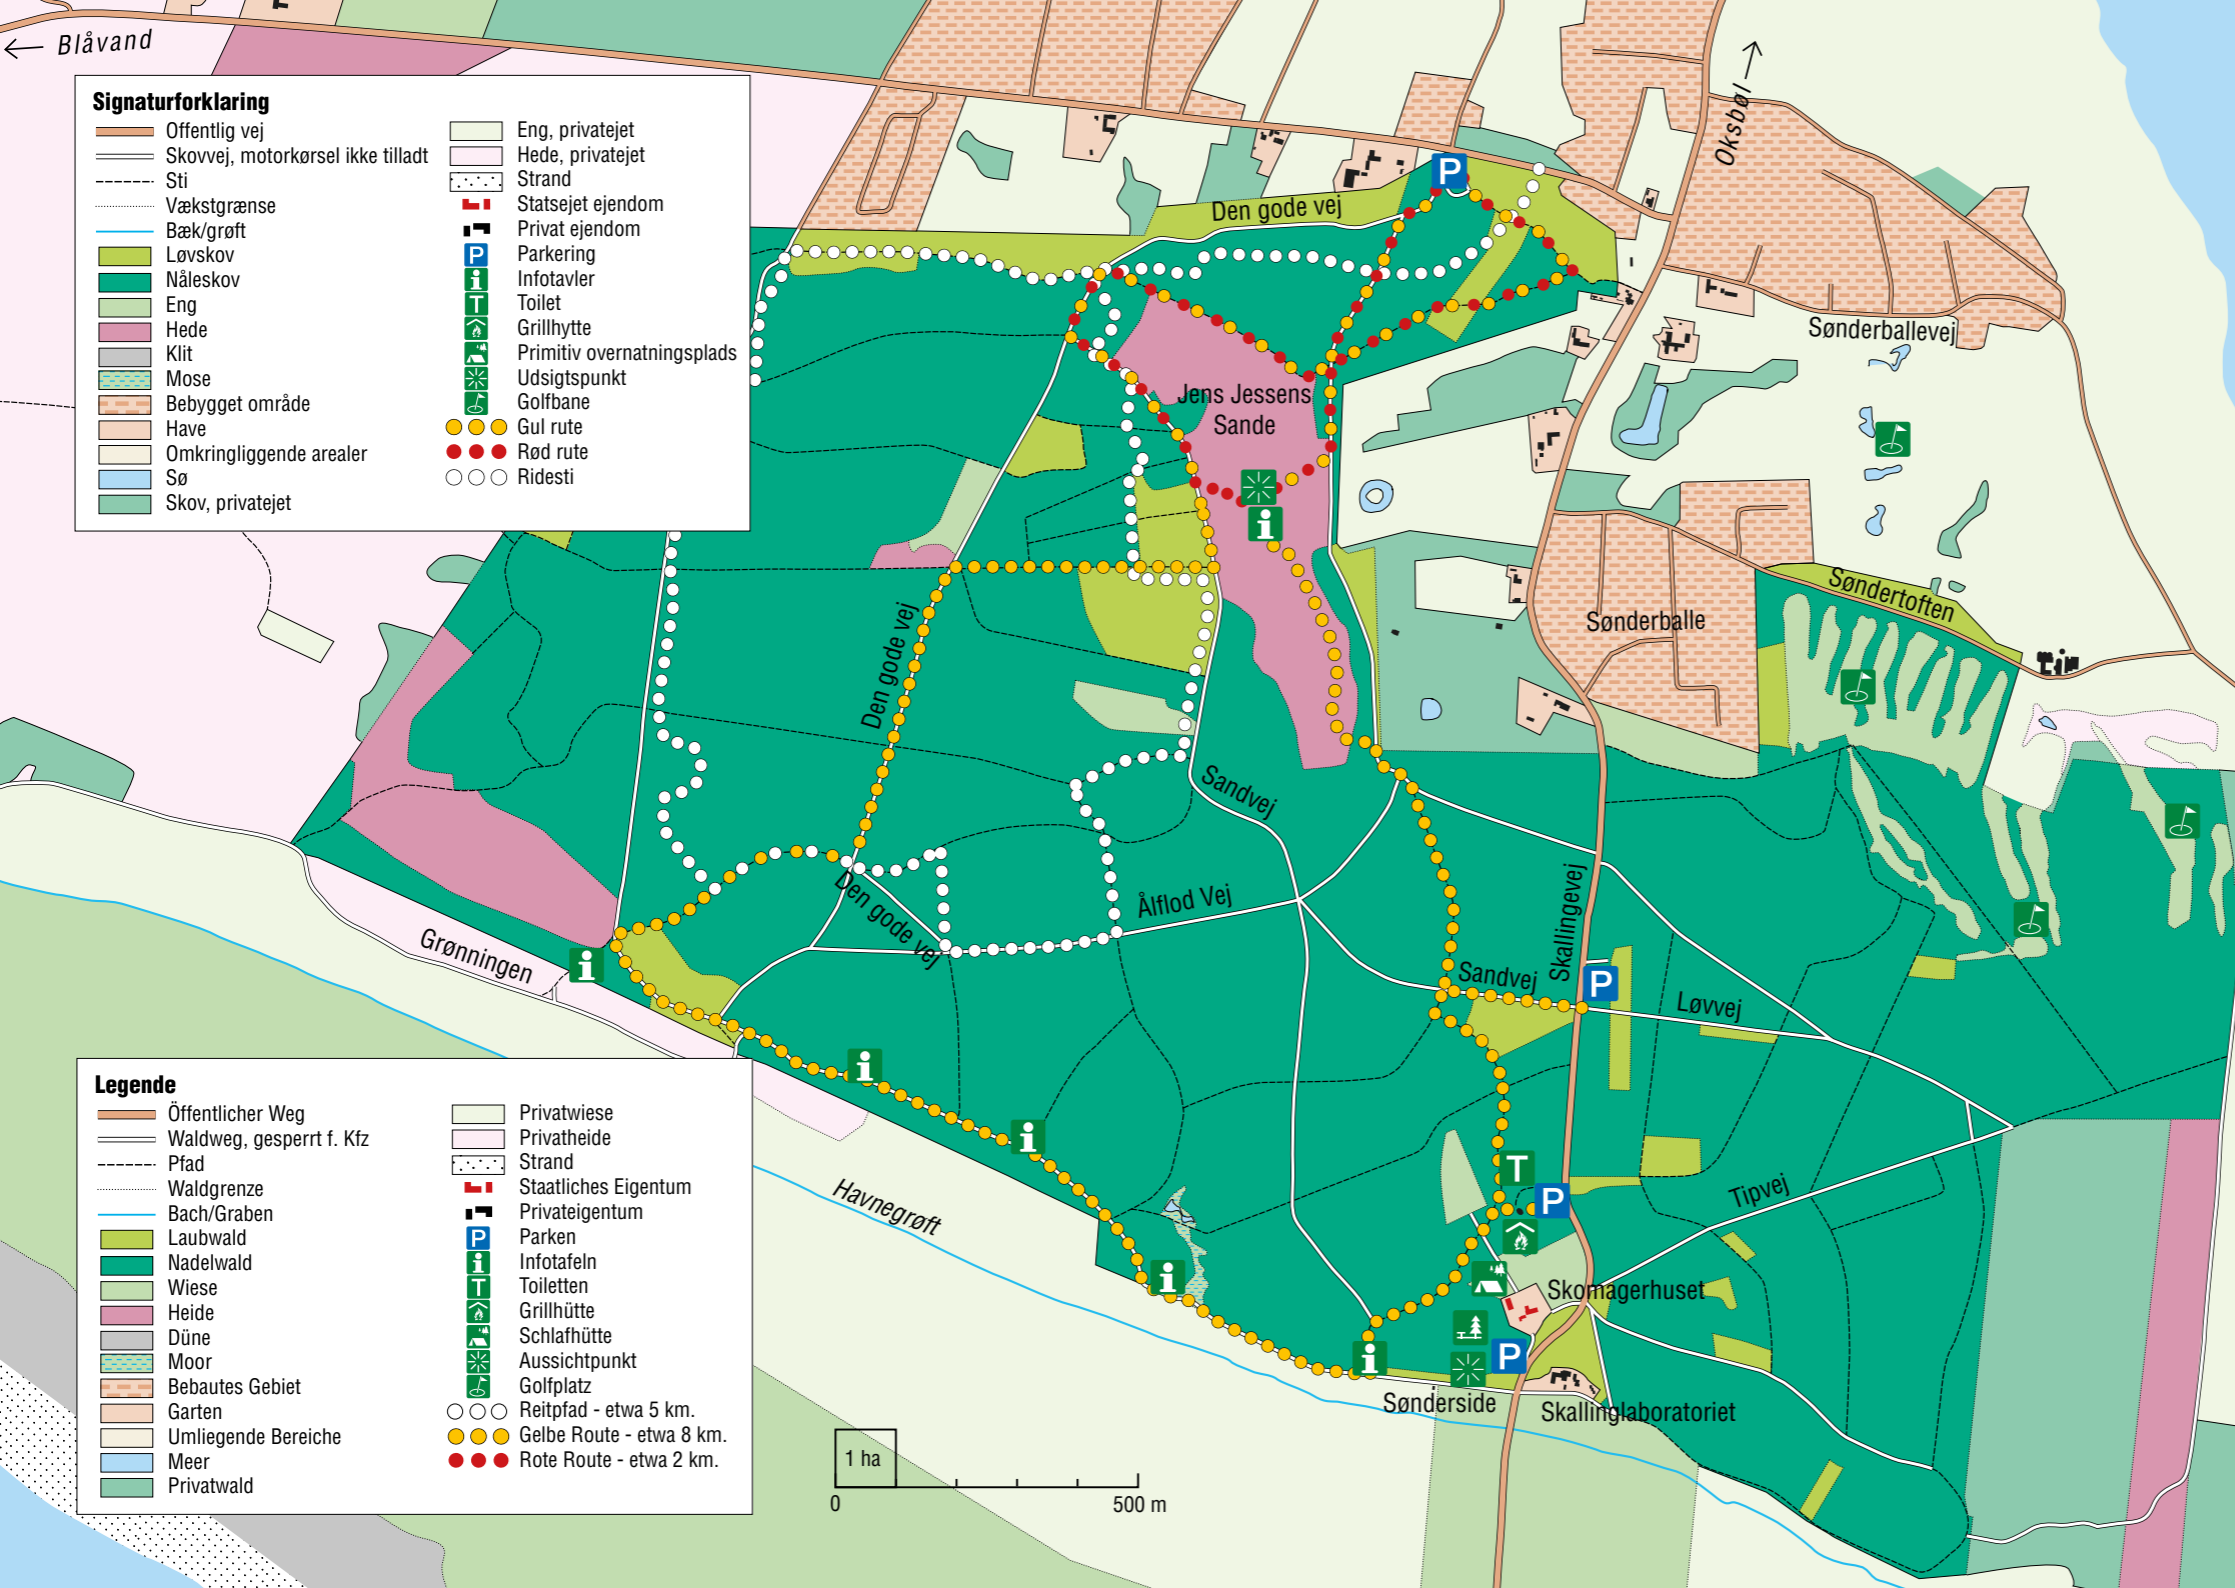 Blåvand
Signaturforklaring
Offentlig vej
Skovvej, motorkørsel ikke tilladt
Sti
Vækstgrænse
Bæk/grøft
Løvskov
Nåleskov
Eng
Hede
Klit
Mose
Bebygget område
Have
Omkringliggende arealer
Sø
Skov, privatejet
Eng, privatejet
Hede, privatejet
Strand
Statsejet ejendom
Privat ejendom
P Parkering
i Infotavler
T Toilet
Grillhytte
Primitiv overnatningsplads
Udsigtspunkt
Golfbane
Gul rute
Rød rute
Ridesti
Oksbøl
P
Den gode vej
Sønderballevej
Jens Jessens
Sande
i
Søndertoften
Sønderballe
Den gode vej
Sandvej
Skallingevej
Den gode vej
Ålflod Vej
Grønningen
i
Sandvej
P
Løvvej
i
i
T
P
Tipvej
Havnegrøft
i
Skomagerhuset
i
P
Sønderside
Skallinglaboratoriet
Legende
Öffentlicher Weg
Waldweg, gesperrt f. Kfz
Pfad
Waldgrenze
Bach/Graben
Laubwald
Nadelwald
Wiese
Heide
Düne
Moor
Bebautes Gebiet
Garten
Umliegende Bereiche
Meer
Privatwald
Privatwiese
Privatheide
Strand
Staatliches Eigentum
Privateigentum
P Parken
i Infotafeln
T Toiletten
Grillhütte
Schlafhütte
Aussichtpunkt
Golfplatz
Reitpfad - etwa 5 km.
Gelbe Route - etwa 8 km.
Rote Route - etwa 2 km.
1 ha
0 500 m